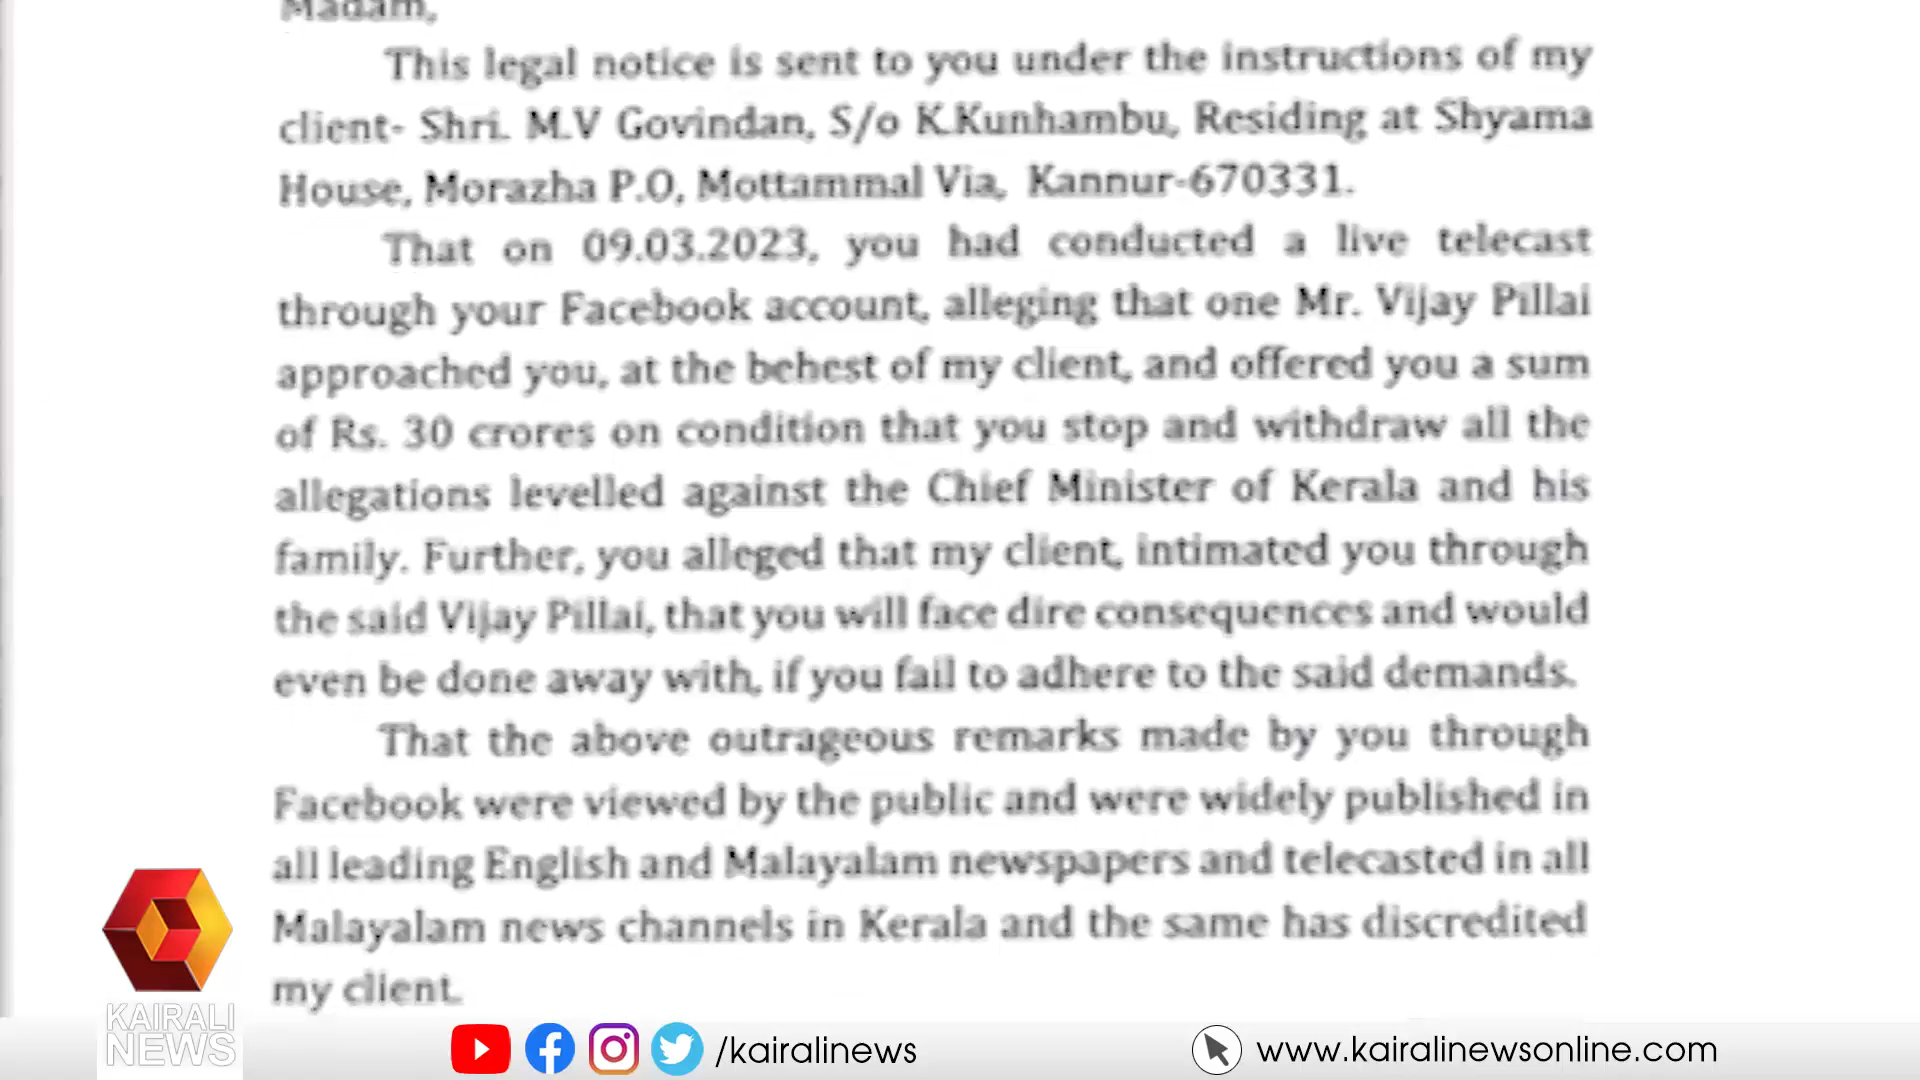 Madam,
This legal notice is sent to you under the instructions of my
client- Shri. M.V Govindan, S/o K.Kunhambu, Residing at Shyama
House, Morazha P.O, Mottammal Via, Kannur-670331.
That on 09.03.2023, you had conducted a live telecast
through your Facebook account, alleging that one Mr. Vijay Pillai
approached you, at the behest of my client, and offered you a sum
of Rs. 30 crores on condition that you stop and withdraw all the
allegations levelled against the Chief Minister of Kerala and his
family. Further, you alleged that my client, intimated you through
the said Vijay Pillai, that you will face dire consequences and would
even be done away with, if you fail to adhere to the said demands.
That the above outrageous remarks made by you through
Facebook were viewed by the public and were widely published in
all leading English and Malayalam newspapers and telecasted in all
Malayalam news channels in Kerala and the same has discredited
my client.
KAIRALI
NEWS
/kairalinews
www.kairalinewsonline.com